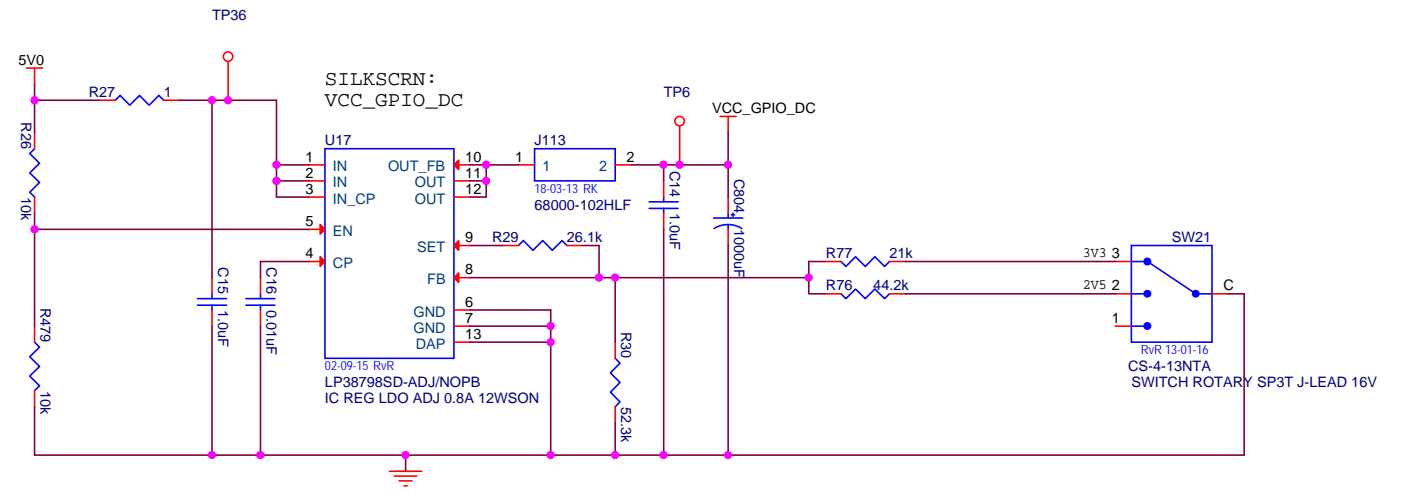 TP36
5V0
R27
1
SILKSCRN:
VCC_GPIO_DC
TP6
VCC_GPIO_DC
R26
10k
U17
J113
1
IN
OUT_FB
10
1
1
2
2
2
IN
OUT
11
18-03-13 RK
3
IN_CP
OUT
12
68000-102HLF
C14
1.0uF
C804
1000uF
5
EN
SET
9
R29
26.1k
4
CP
FB
8
R77
21k
3V3
3
SW21
R76
44.2k
2V5
2
C
1
C15
1.0uF
C16
0.01uF
GND
6
GND
7
DAP
13
R479
10k
R30
52.3k
02-09-15 RvR
LP38798SD-ADJ/NOPB
IC REG LDO ADJ 0.8A 12WSON
RvR 13-01-16
CS-4-13NTA
SWITCH ROTARY SP3T J-LEAD 16V